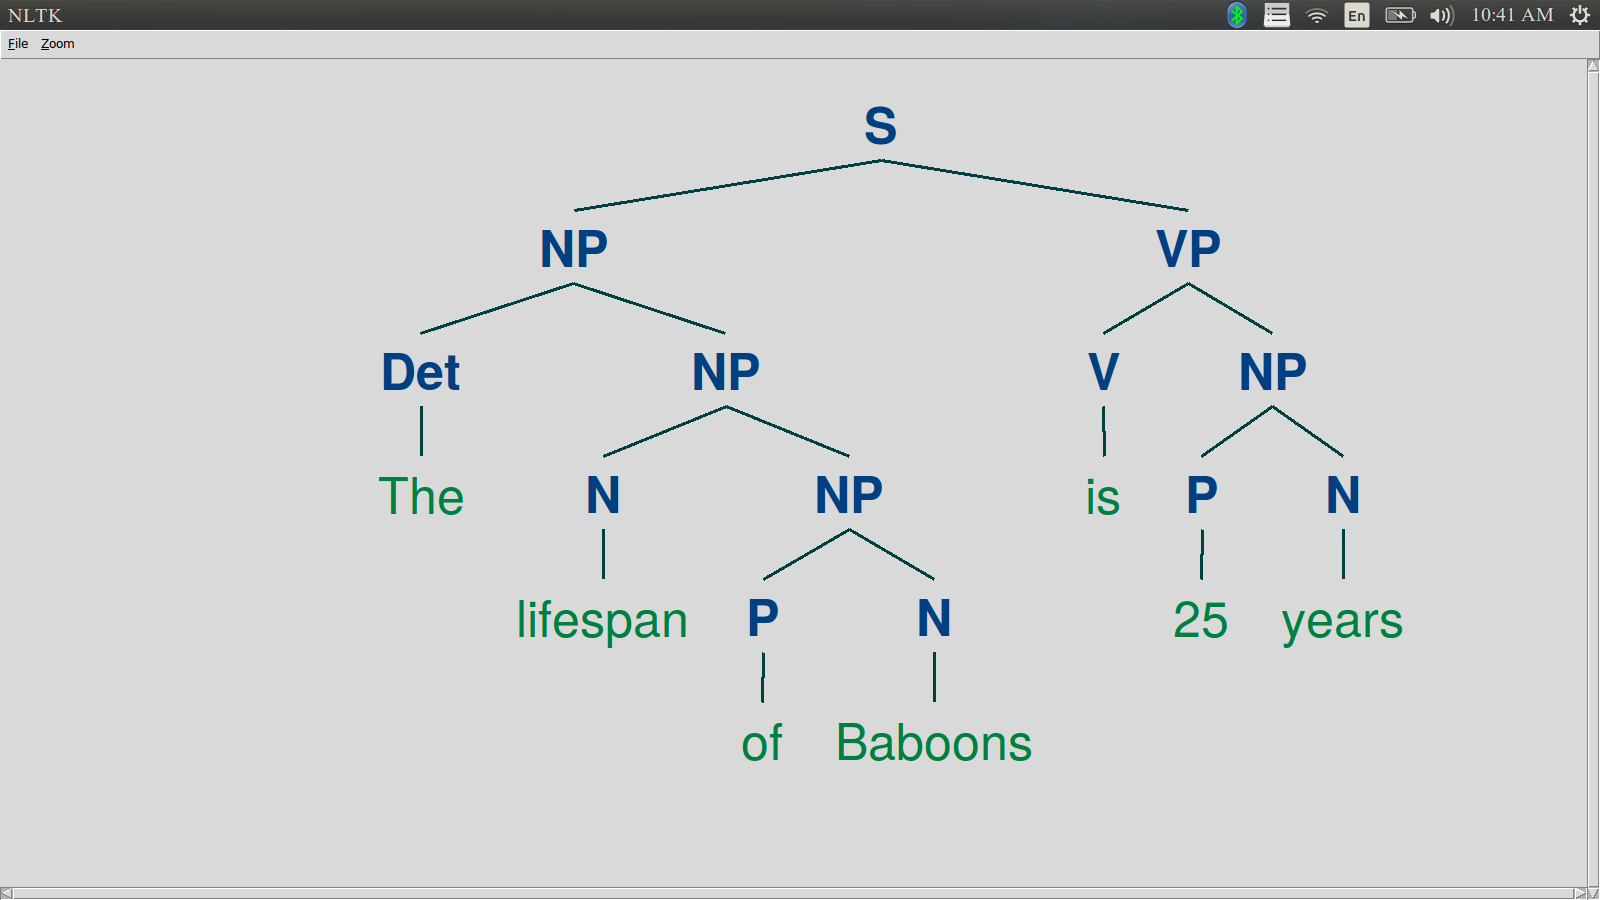 NLTK En 10:41 AM
File Zoom
S
NP VP
Det NP V NP
The N NP is P N
lifespan P N 25 years
of Baboons